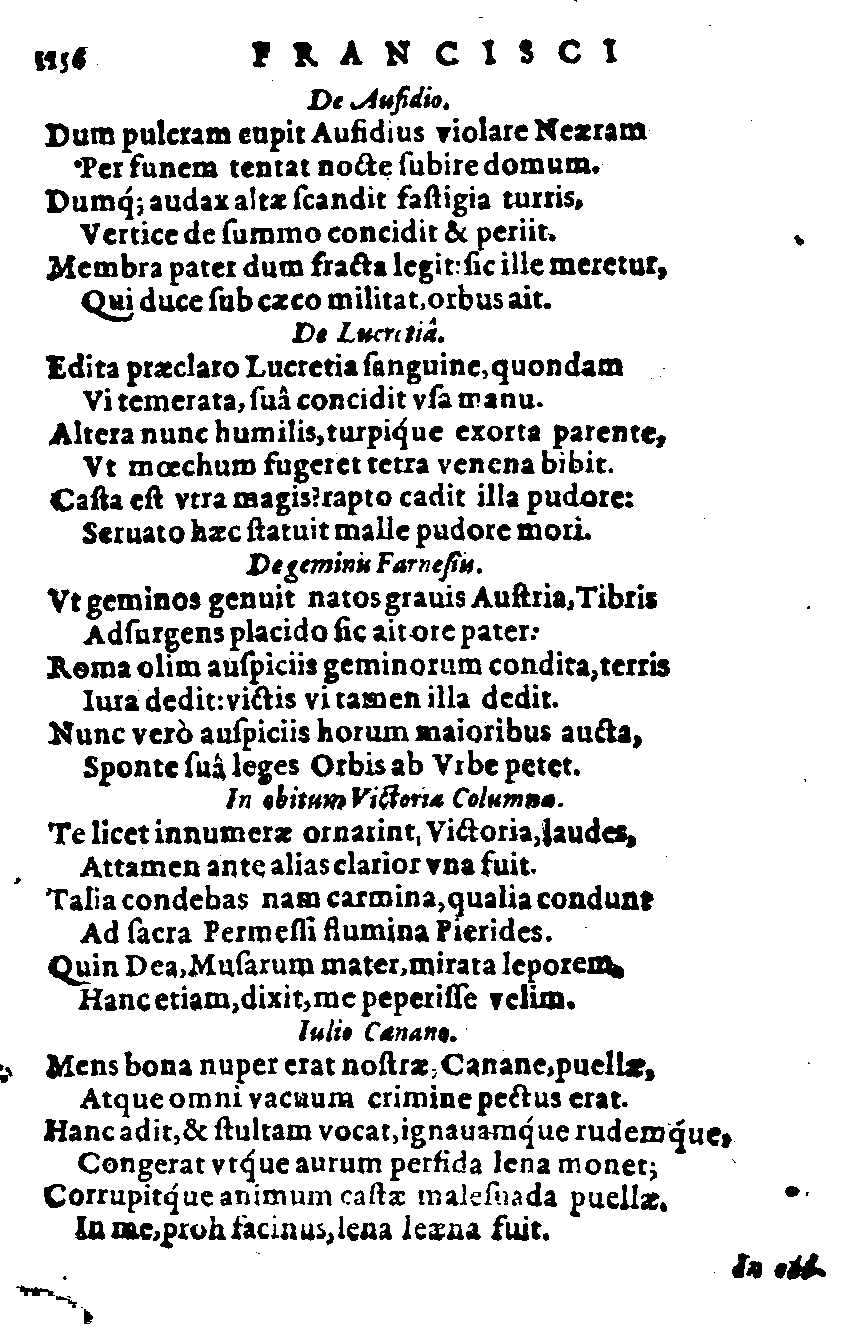 1156 FRANCISCI
De Aufidio.
Dum pulcram cupit Aufidius violare Neæram
Per funem tentat nocte ſubire domum.
Dumq́; audax altæ ſcandit faſtigia turris,
Vertice de ſummo concidit & periit.
Membra pater dum fracta legit: ſic ille meretur,
Qui duce ſub cæco militat, orbus ait.
De Lucretiâ.
Edita præclaro Lucretia ſanguine, quondam
Vi temerata, ſuâ concidit vſa manu.
Altera nunc humilis, turpiq́ue exorta parente,
Vt mœchum fugeret tetra venena bibit.
Caſta eſt vtra magis? rapto cadit illa pudore:
Seruato hæc ſtatuit malle pudore mori.
De geminis Farneſiis.
Vt geminos genuit natos grauis Auſtria, Tibris
Adſurgens placido ſic ait ore pater:
Roma olim auſpiciis geminorum condita, terris
Iura dedit: victis vi tamen illa dedit.
Nunc verò auſpiciis horum maioribus aucta,
Sponte ſuâ leges Orbis ab Vrbe petet.
In obitum Victoriæ Columnæ.
Te licet innumeræ ornarint, Victoria, laudes,
Attamen ante alias clarior vna fuit.
Talia condebas nam carmina, qualia condunt
Ad ſacra Permeſſi flumina Pierides.
Quin Dea, Muſarum mater, mirata leporem,
Hanc etiam, dixit, me peperiſſe velim.
Iulio Canano.
Mens bona nuper erat noſtræ, Canane, puellæ,
Atque omni vacuum crimine pectus erat.
Hanc adit, & ſtultam vocat, ignauamq́ue rudemq́ue,
Congerat vtq́ue aurum perfida lena monet;
Corrupitq́ue animum caſtæ maleſuada puellæ.
In me, proh facinus, lena leæna fuit.
In obi-